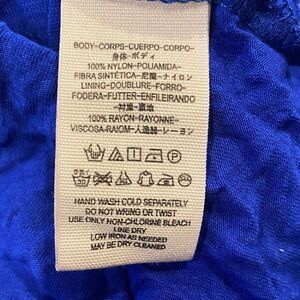 BODY-CORPS-CUERPO-CORPO-
身体-ボディ
100% NYLON-POLIAMIDA-
FIBRA SINTÉTICA-尼龍-ナイロン
LINING-DOUBLURE-FORRO-
FODERA-FUTTER-ENFILEIRANDO
-衬里-裏地
100% RAYON-RAYONNE-
VISCOSA-RAIOM-人造絲-レーヨン
HAND WASH COLD SEPARATELY
DO NOT WRING OR TWIST
USE ONLY NON-CHLORINE BLEACH
LINE DRY
LOW IRON AS NEEDED
MAY BE DRY CLEANED